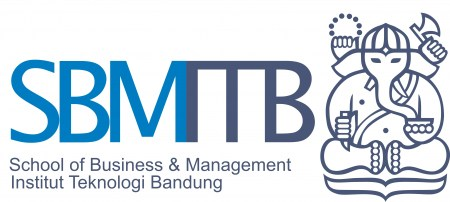 SBMITB
School of Business & Management
Institut Teknologi Bandung